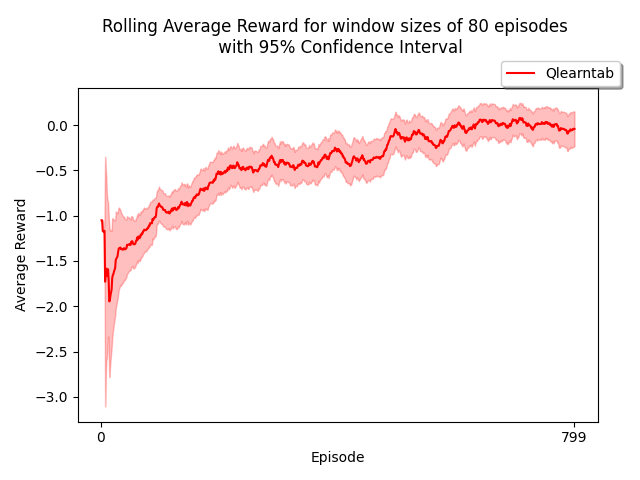 Rolling Average Reward for window sizes of 80 episodes
with 95% Confidence Interval
Qlearntab
0.0
−0.5
−1.0
−1.5
−2.0
−2.5
−3.0
Average Reward
0
799
Episode